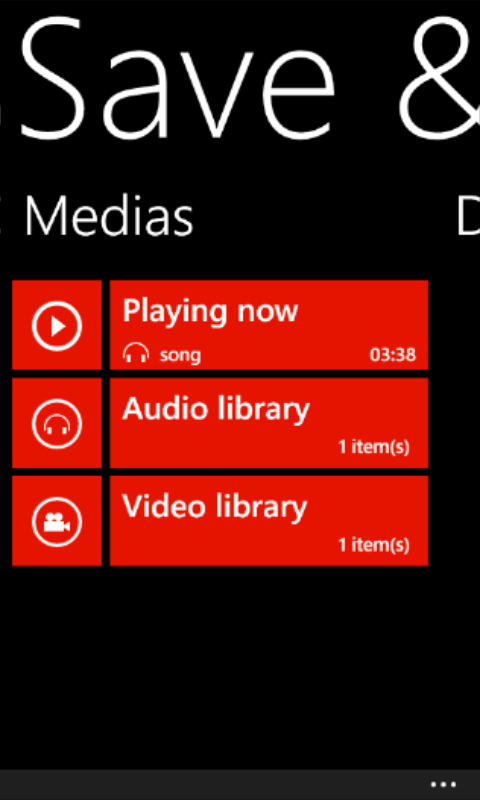 Save &
Medias
Playing now
song 03:38
Audio library
1 item(s)
Video library
1 item(s)